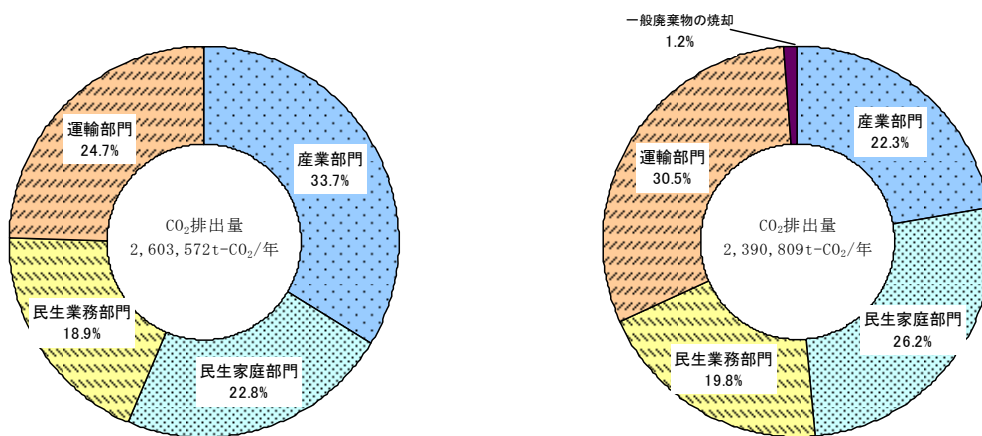 運輸部門
24.7%
産業部門
33.7%
CO₂排出量
2,603,572t-CO₂/年
民生業務部門
18.9%
民生家庭部門
22.8%
一般廃棄物の焼却
1.2%
産業部門
22.3%
運輸部門
30.5%
CO₂排出量
2,390,809t-CO₂/年
民生家庭部門
26.2%
民生業務部門
19.8%